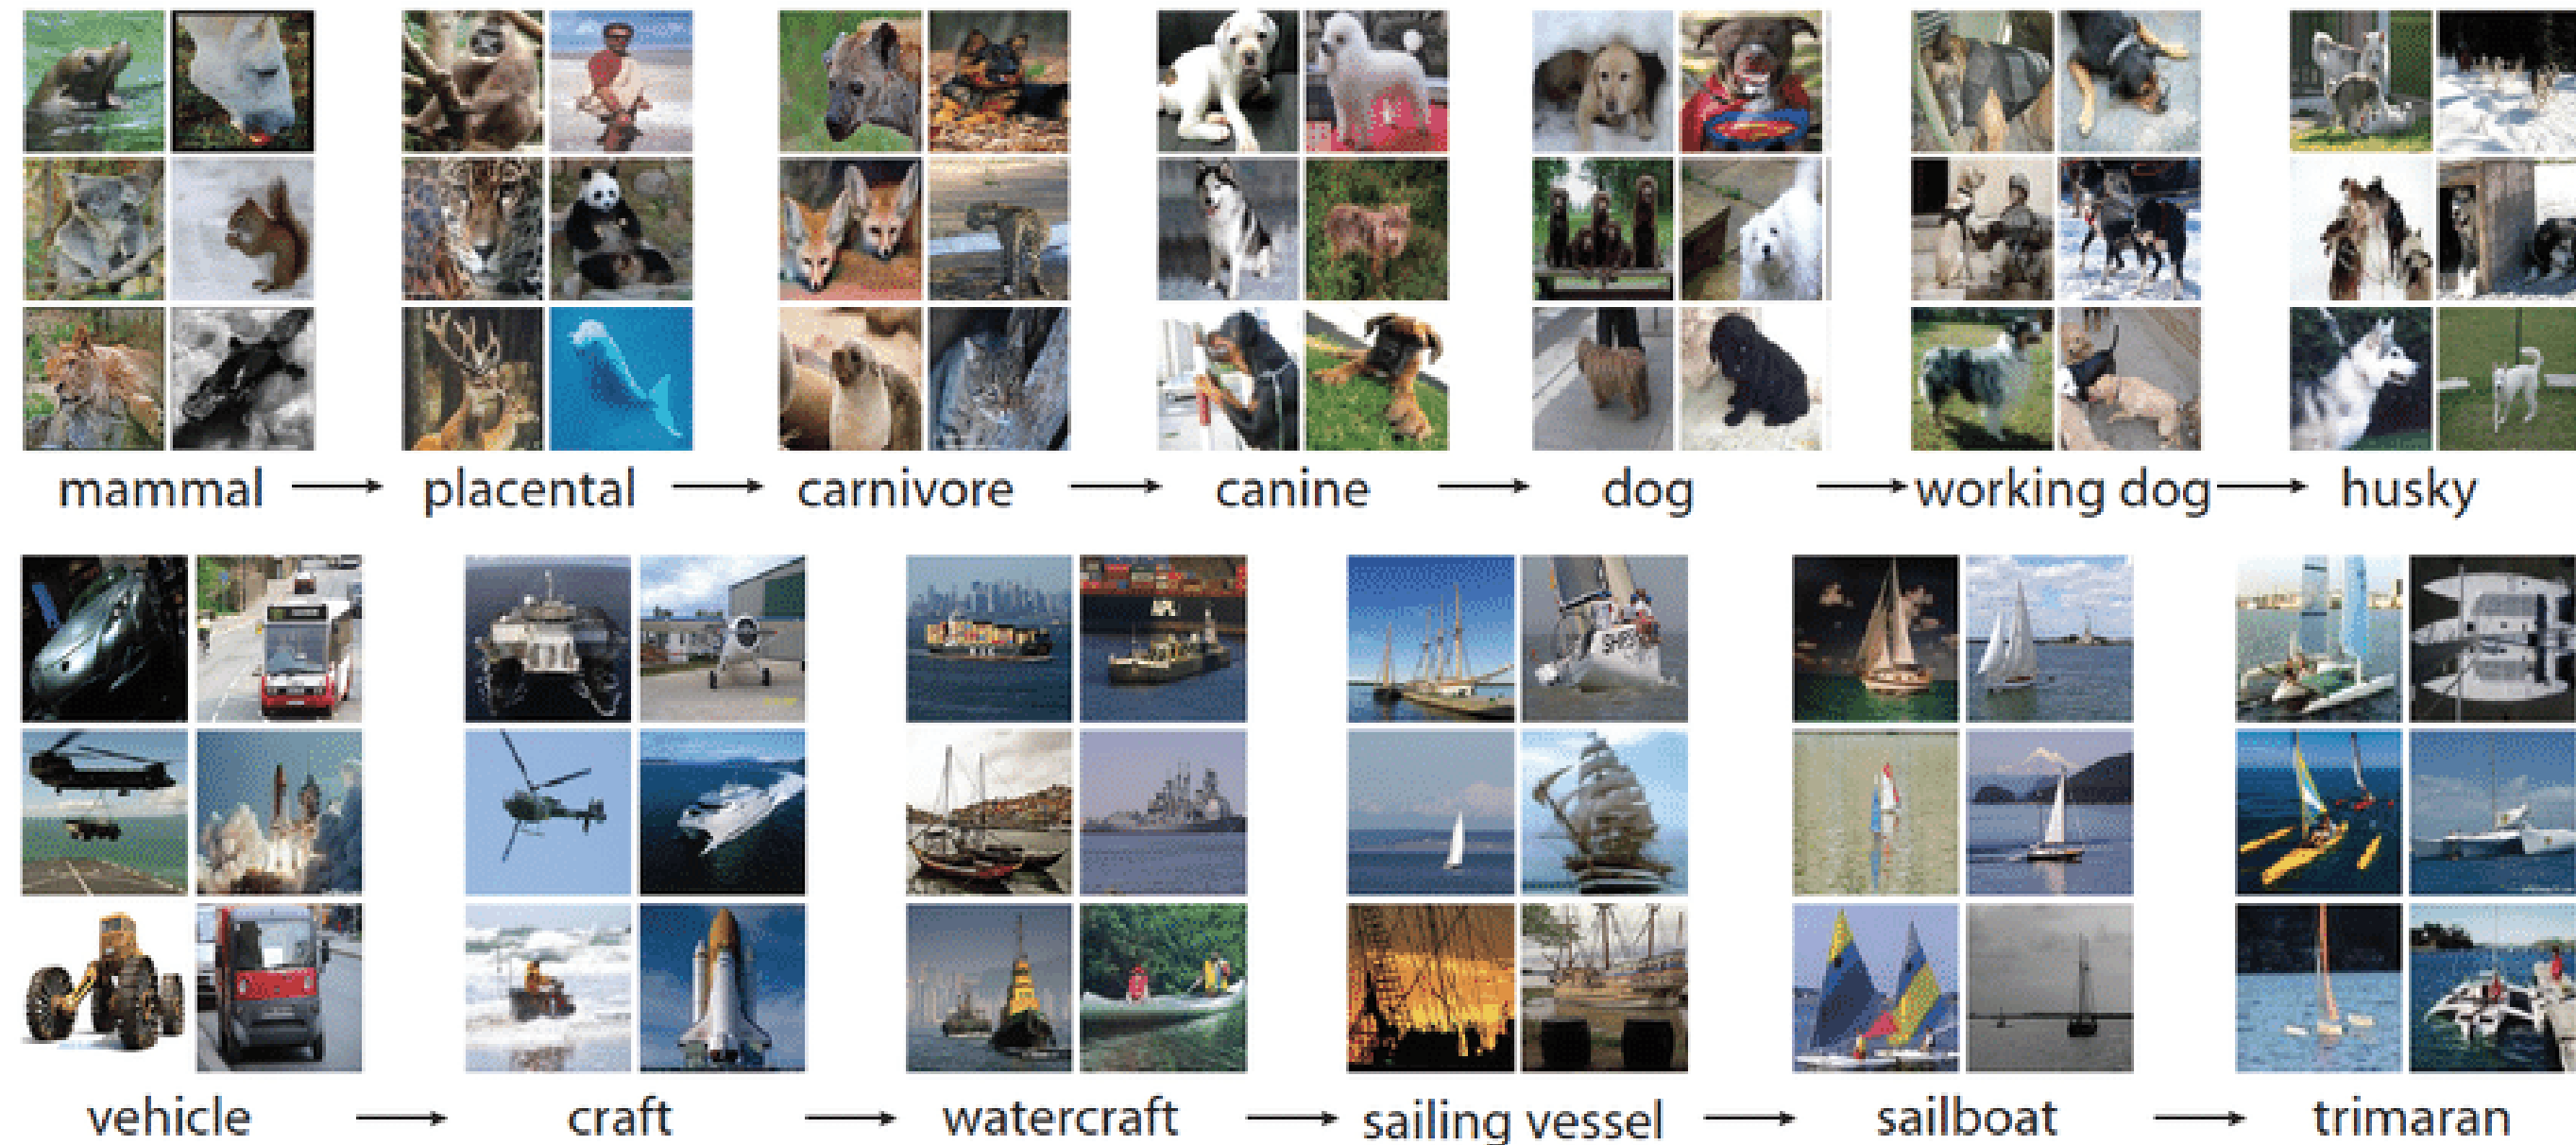 mammal → placental → carnivore → canine → dog → working dog → husky
vehicle → craft → watercraft → sailing vessel → sailboat → trimaran